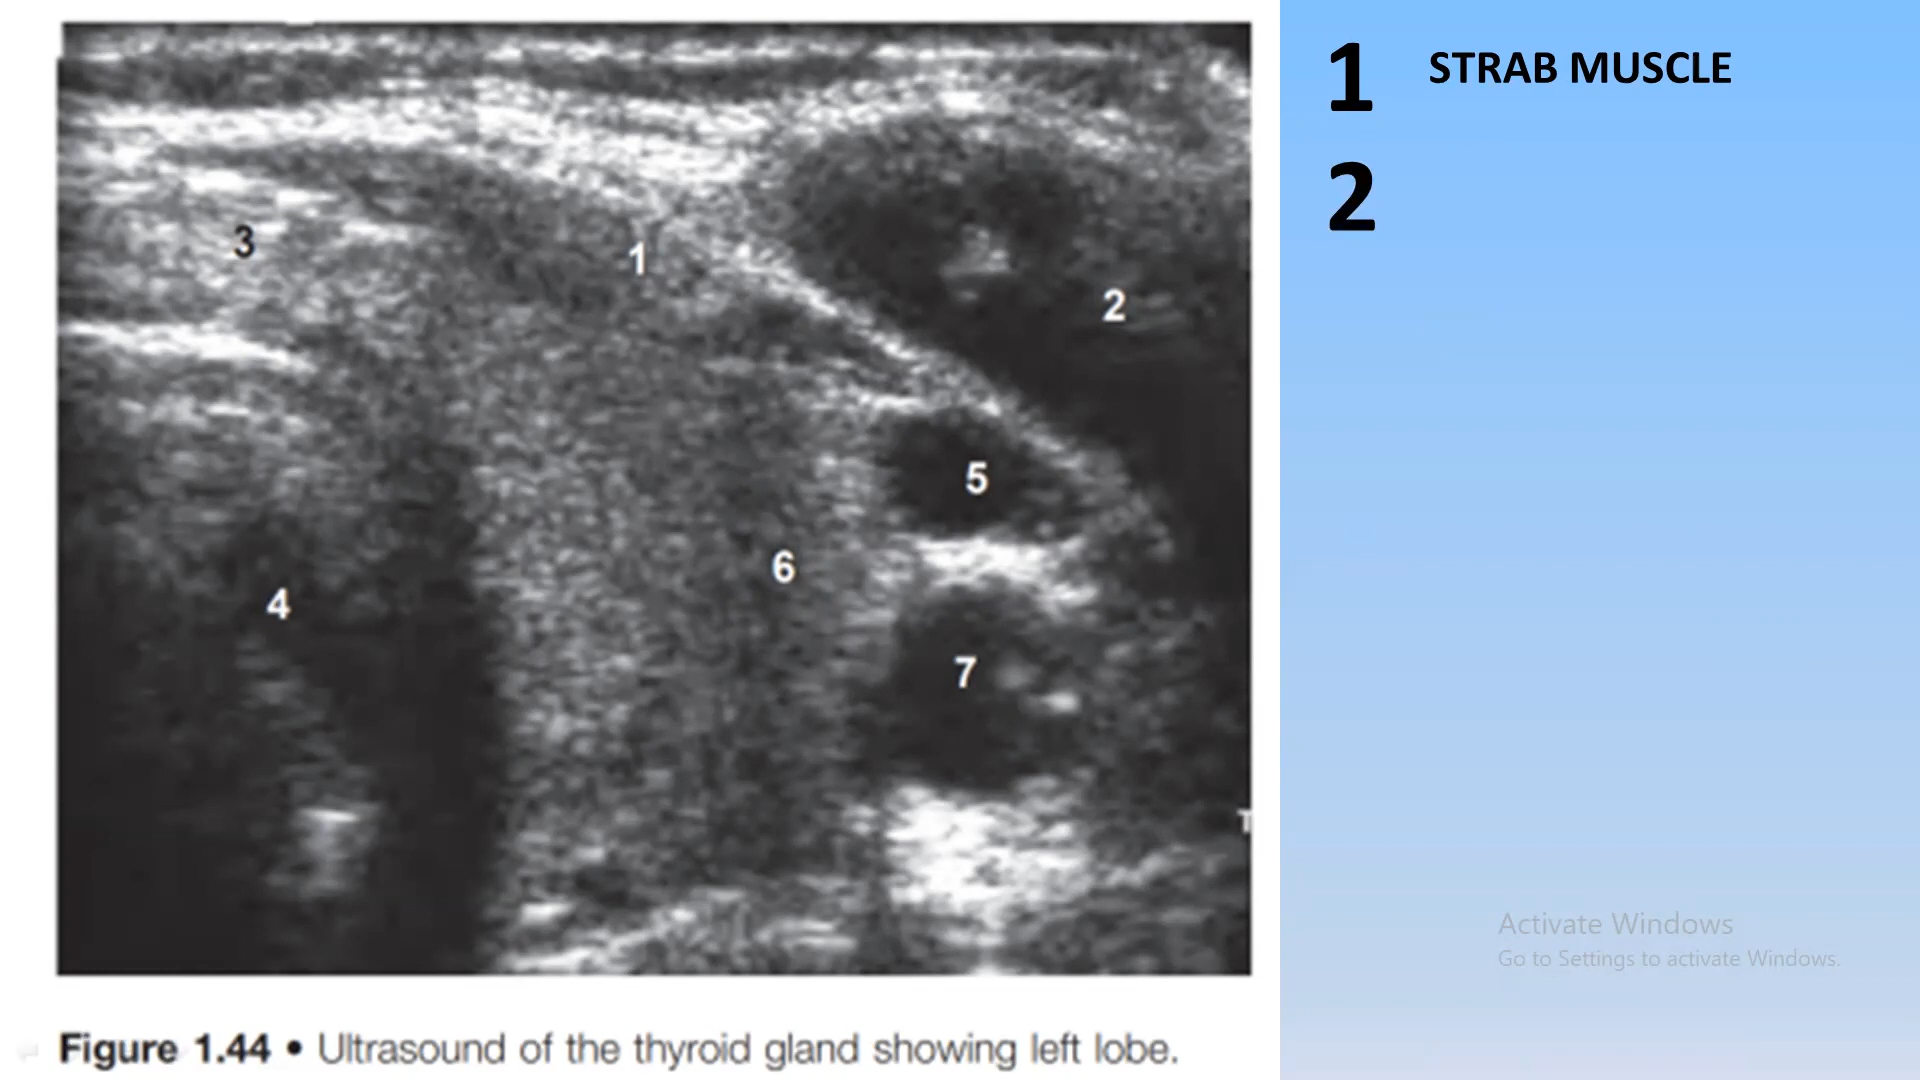 1 STRAB MUSCLE
2
3
1
2
5
6
4
7
Activate Windows
Go to Settings to activate Windows.
Figure 1.44 • Ultrasound of the thyroid gland showing left lobe.